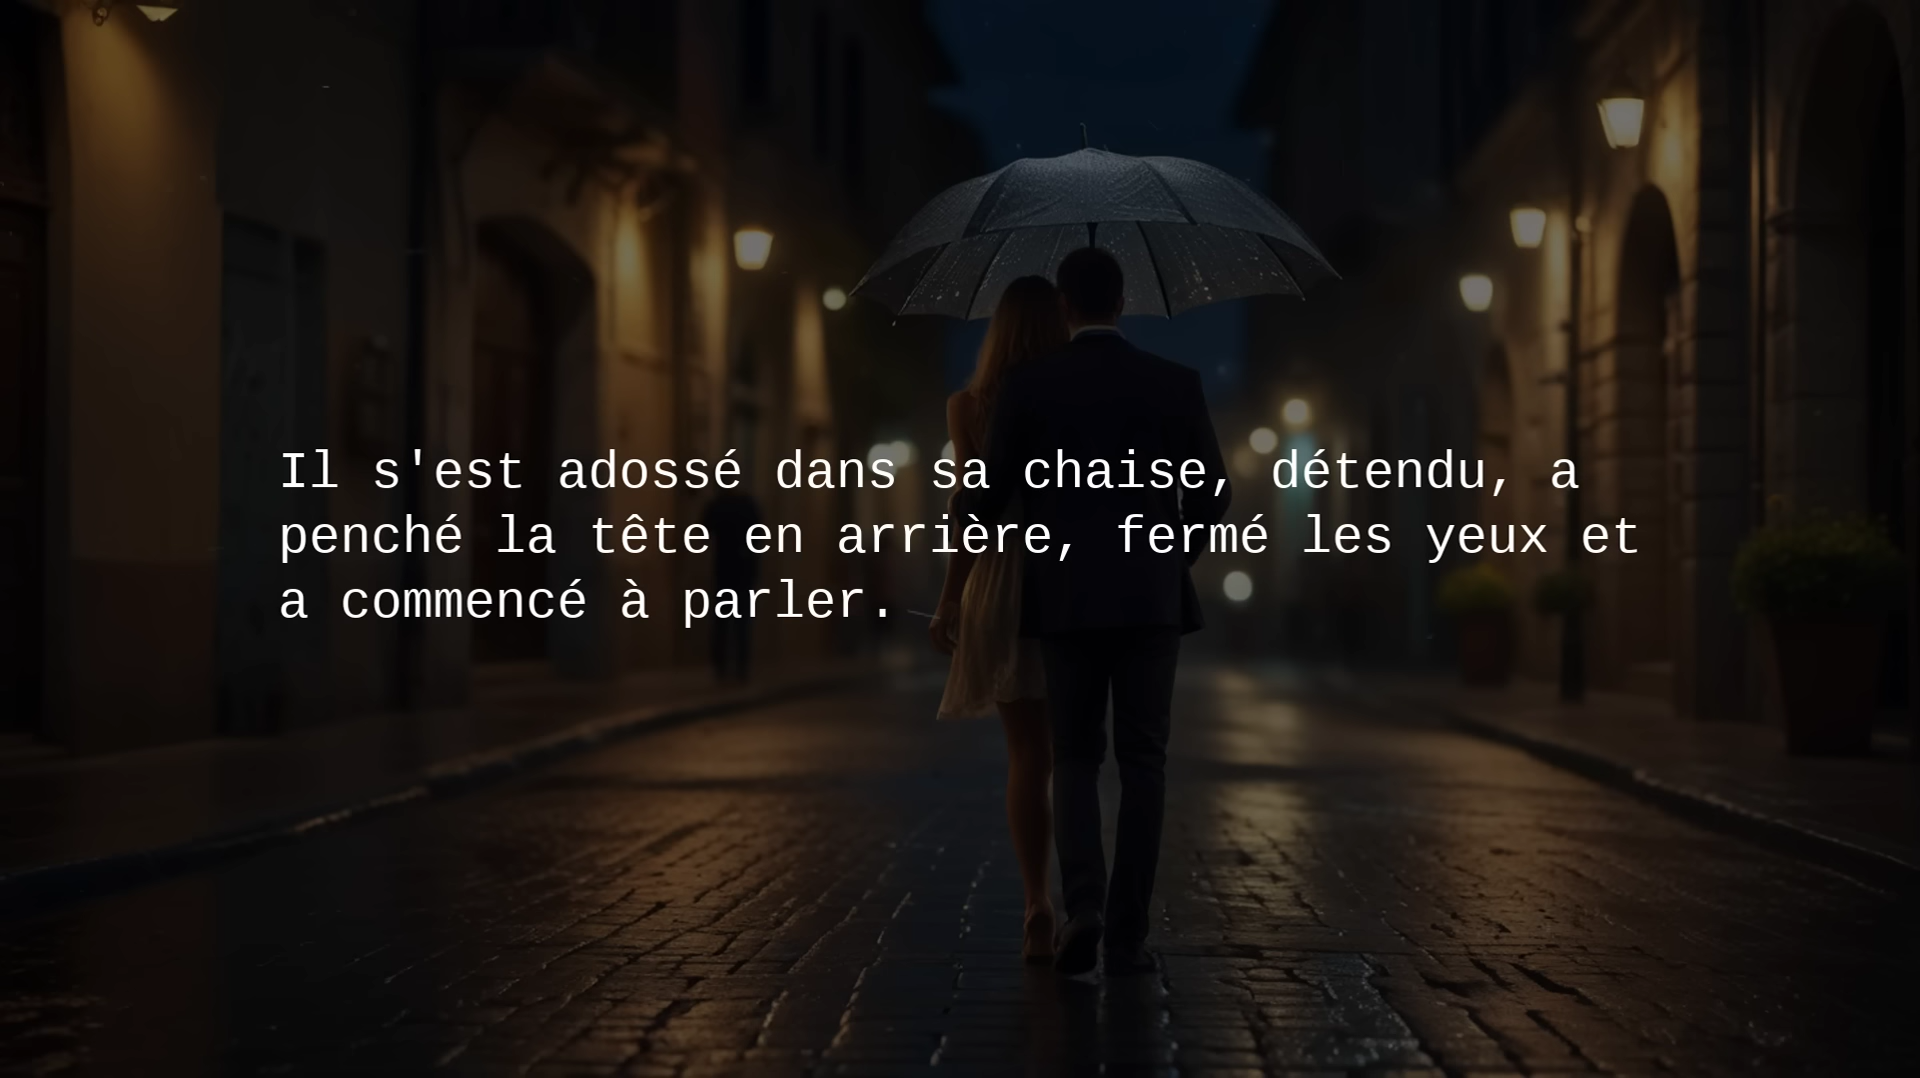 Il s'est adossé dans sa chaise, détendu, a
penché la tête en arrière, fermé les yeux et
a commencé à parler.